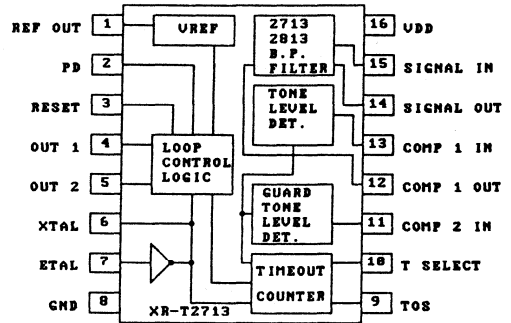 REF OUT 1 VREF 2713 2813 B.P. FILTER 16 VDD
PD 2 15 SIGNAL IN
RESET 3 TONE LEVEL DET. 14 SIGNAL OUT
OUT 1 4 LOOP CONTROL LOGIC 13 COMP 1 IN
OUT 2 5 12 COMP 1 OUT
XTAL 6 GUARD TONE LEVEL DET. 11 COMP 2 IN
ETAL 7 TIMEOUT COUNTER 10 T SELECT
GND 8 XR-T2713 9 TOS